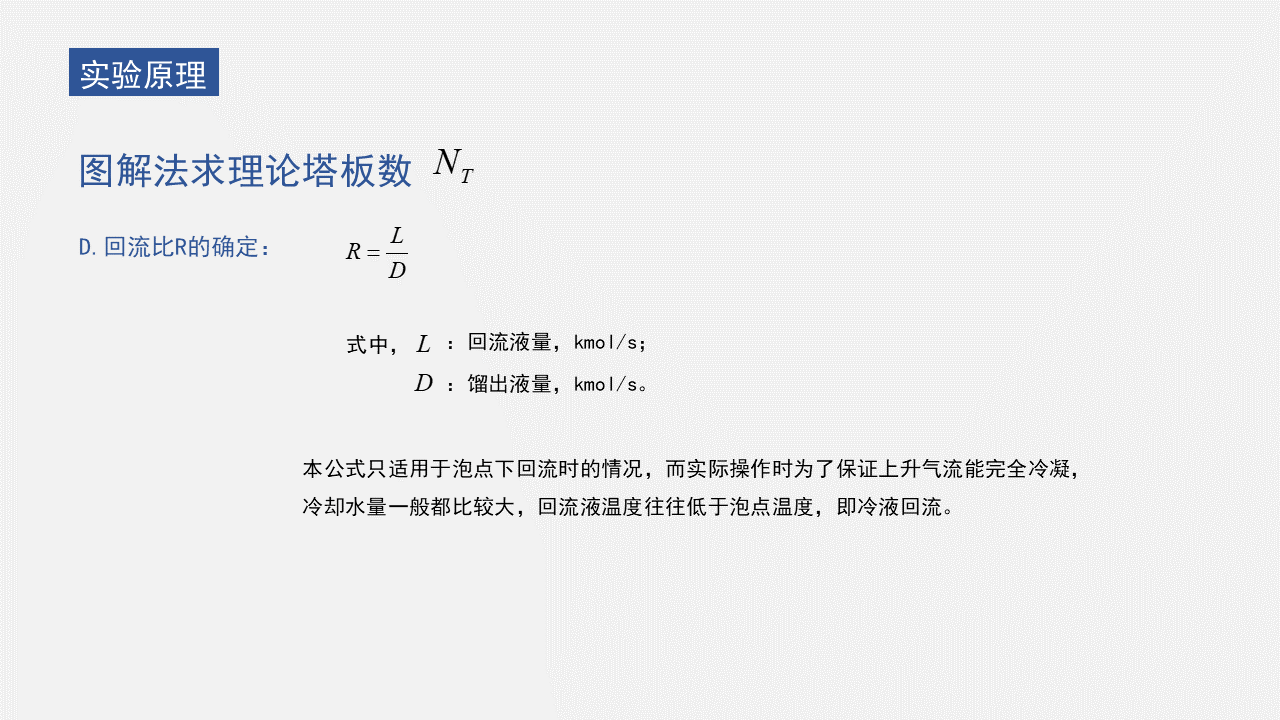 实验原理
图解法求理论塔板数 N_T
D.回流比R的确定： R = L/D
式中， L ：回流液量，kmol/s；
D ：馏出液量，kmol/s。
本公式只适用于泡点下回流时的情况，而实际操作时为了保证上升气流能完全冷凝，
冷却水量一般都比较大，回流液温度往往低于泡点温度，即冷液回流。